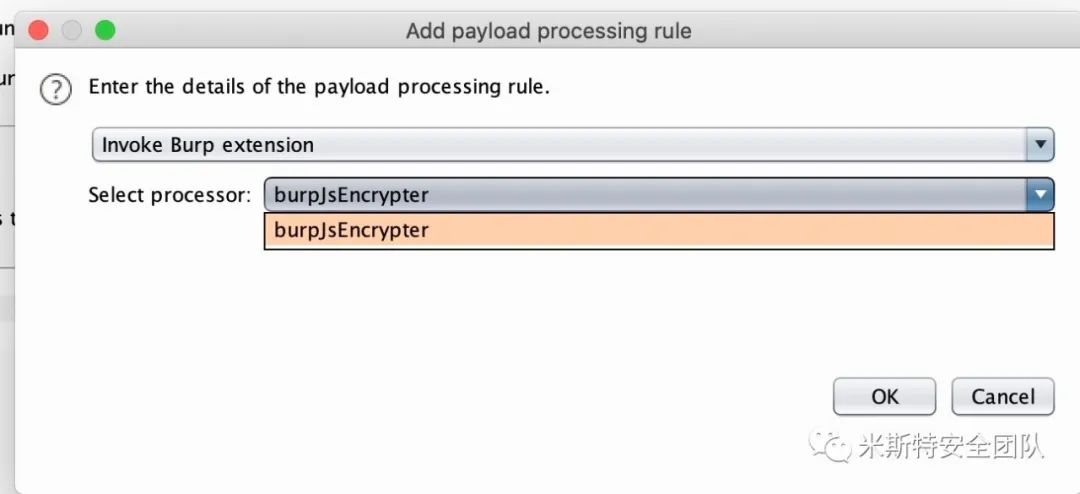 Add payload processing rule
Enter the details of the payload processing rule.
Invoke Burp extension
Select processor: burpJsEncrypter
burpJsEncrypter
OK Cancel
米斯特安全团队